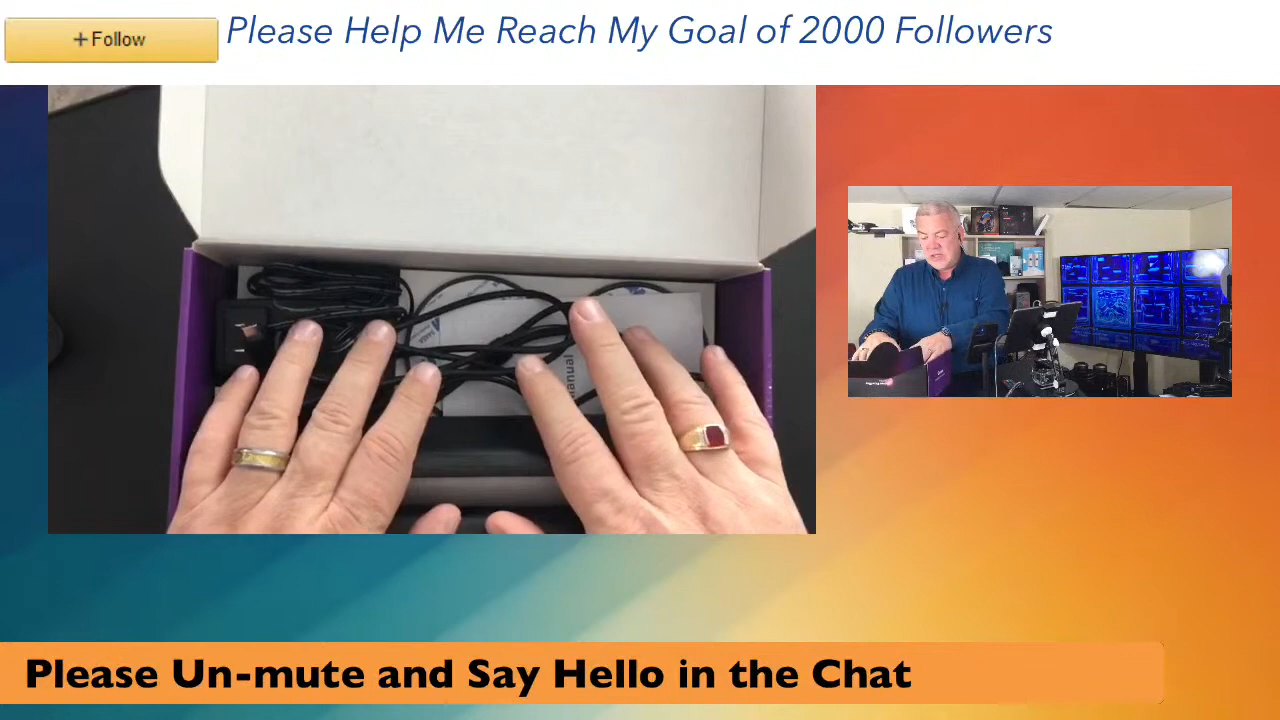 +Follow
Please Help Me Reach My Goal of 2000 Followers
anual
Please Un-mute and Say Hello in the Chat